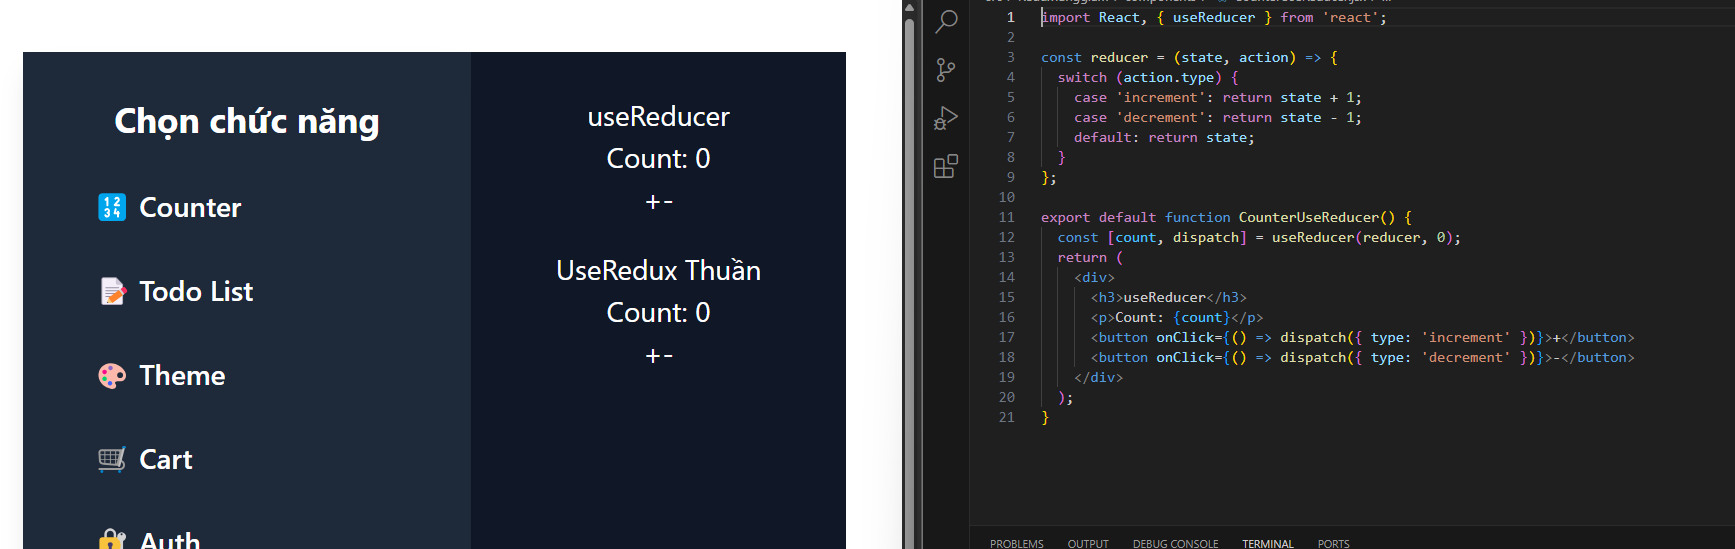 Chọn chức năng
Counter
Todo List
Theme
Cart
Auth
useReducer
Count: 0
+-
UseRedux Thuần
Count: 0
+-
1 import React, { useReducer } from 'react';
2
3 const reducer = (state, action) => {
4 switch (action.type) {
5 case 'increment': return state + 1;
6 case 'decrement': return state - 1;
7 default: return state;
8 }
9 };
10
11 export default function CounterUseReducer() {
12 const [count, dispatch] = useReducer(reducer, 0);
13 return (
14 <div>
15 <h3>useReducer</h3>
16 <p>Count: {count}</p>
17 <button onClick={() => dispatch({ type: 'increment' })}>+</button>
18 <button onClick={() => dispatch({ type: 'decrement' })}>-</button>
19 </div>
20 );
21 }
PROBLEMS OUTPUT DEBUG CONSOLE TERMINAL PORTS